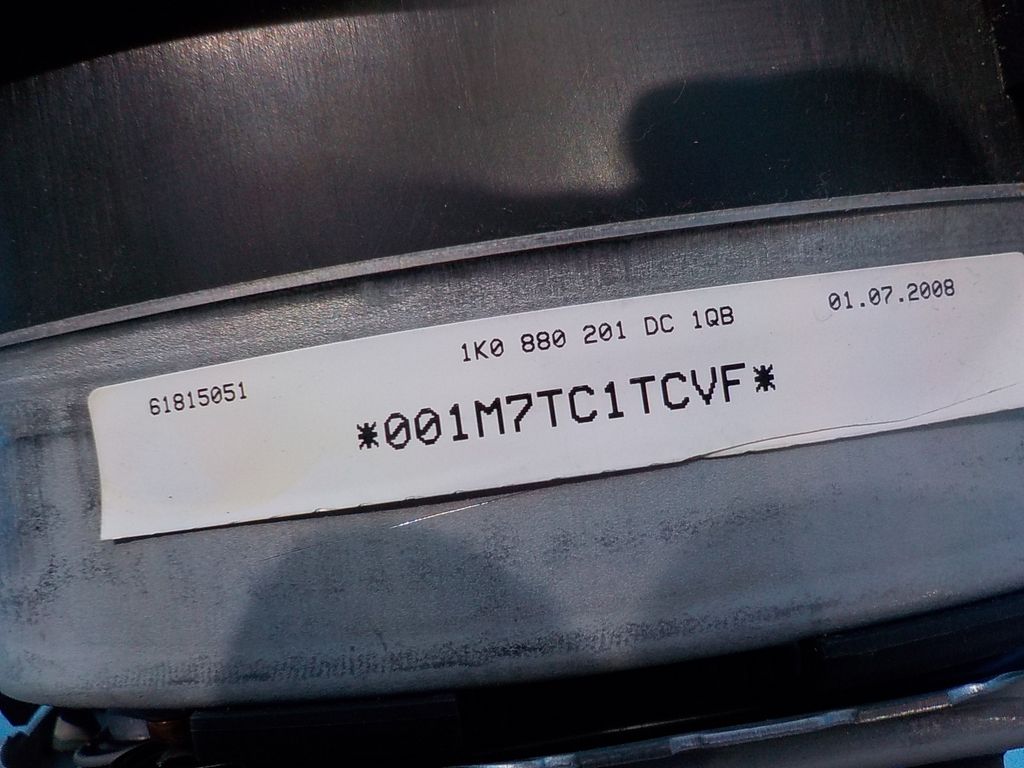 01.07.2008
1K0 880 201 DC 1QB
61815051
*001M7TC1TCVF*